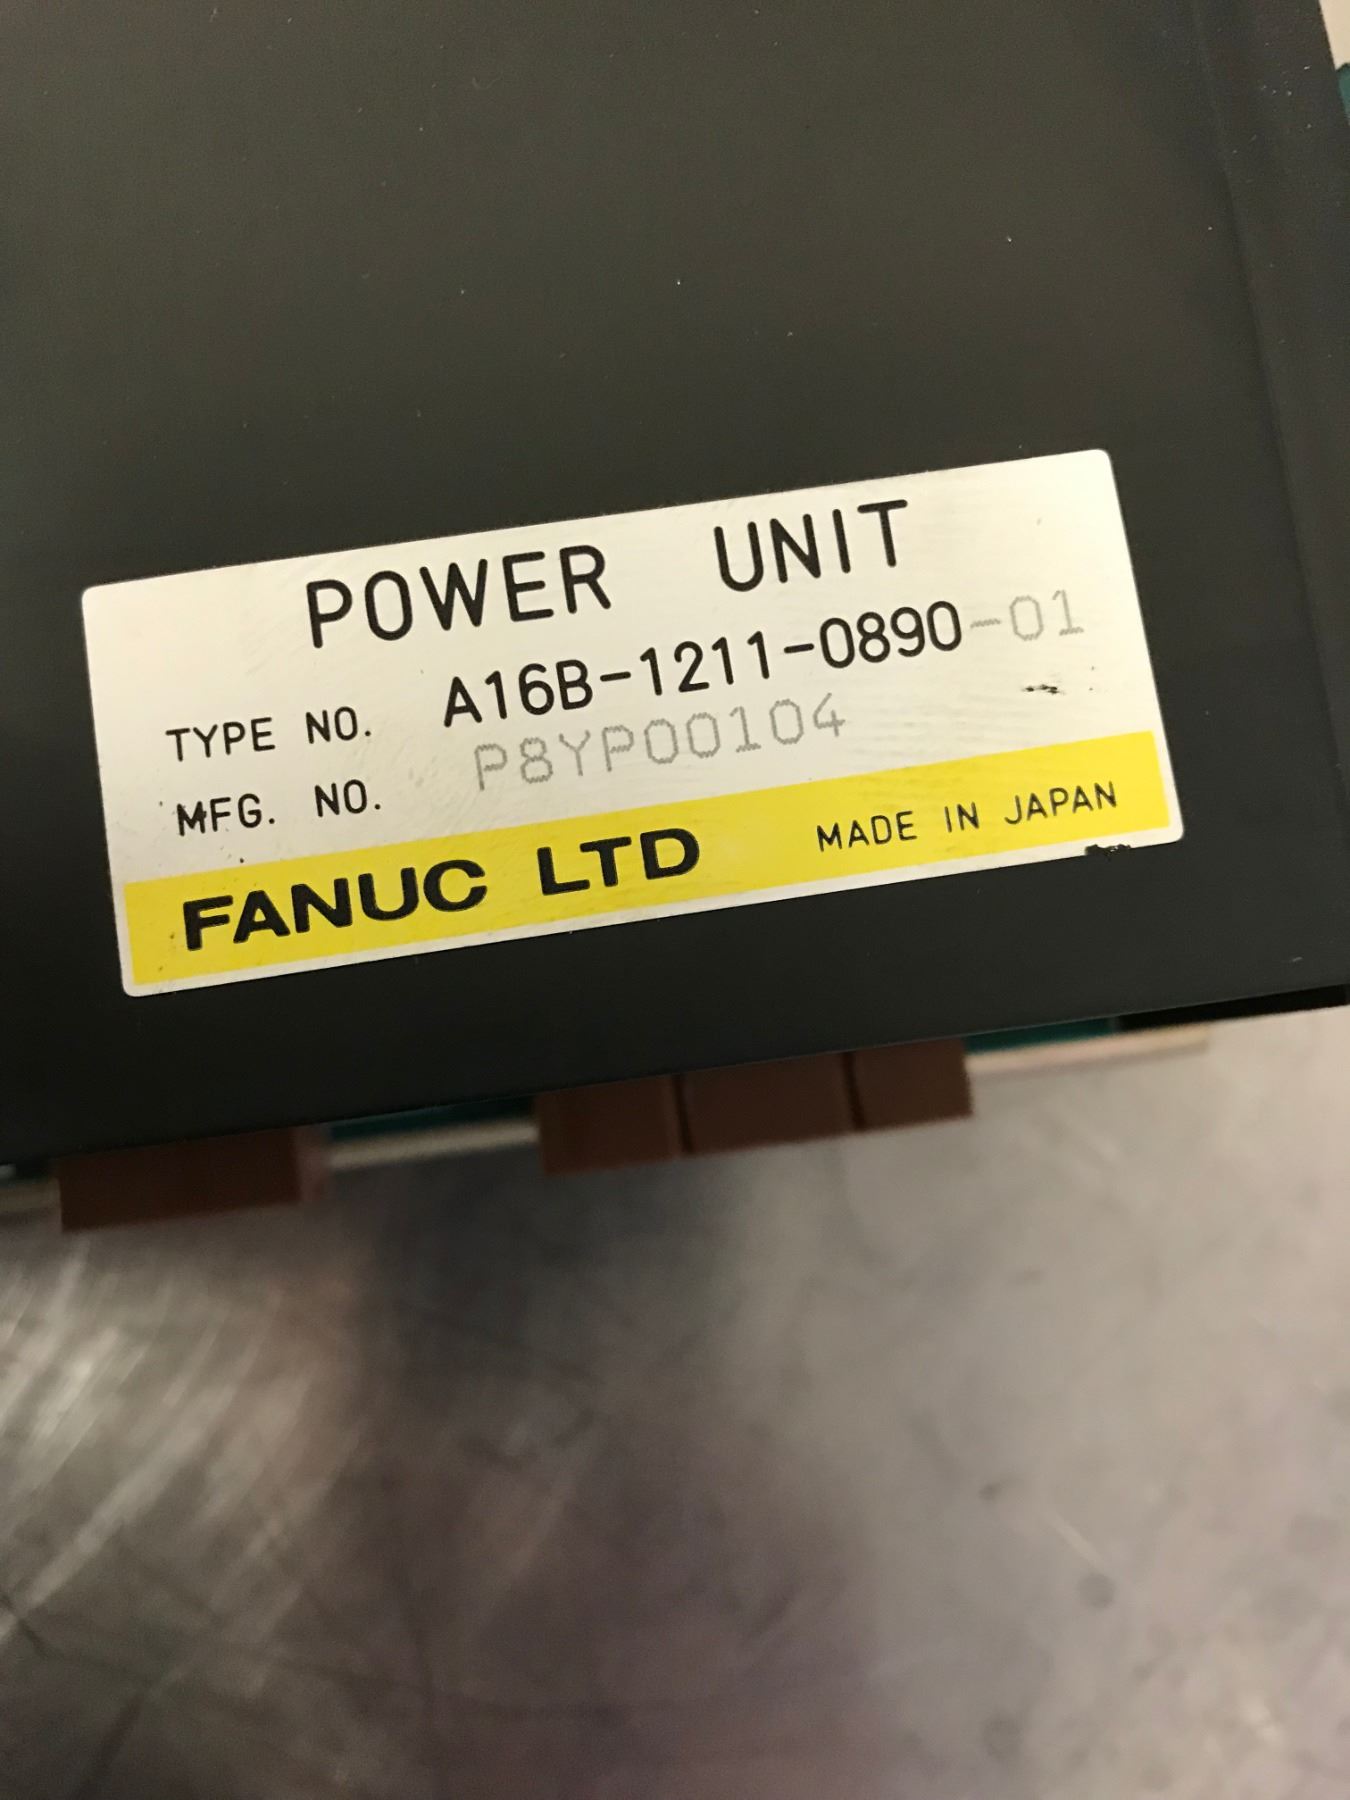 POWER UNIT
TYPE NO. A16B-1211-0890-01
MFG. NO. P8YP00104
FANUC LTD MADE IN JAPAN